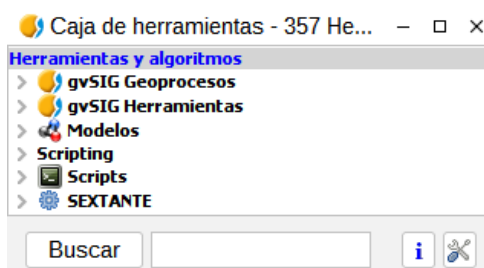 Caja de herramientas - 357 He...
Herramientas y algoritmos
gvSIG Geoprocesos
gvSIG Herramientas
Modelos
Scripting
Scripts
SEXTANTE
Buscar
i